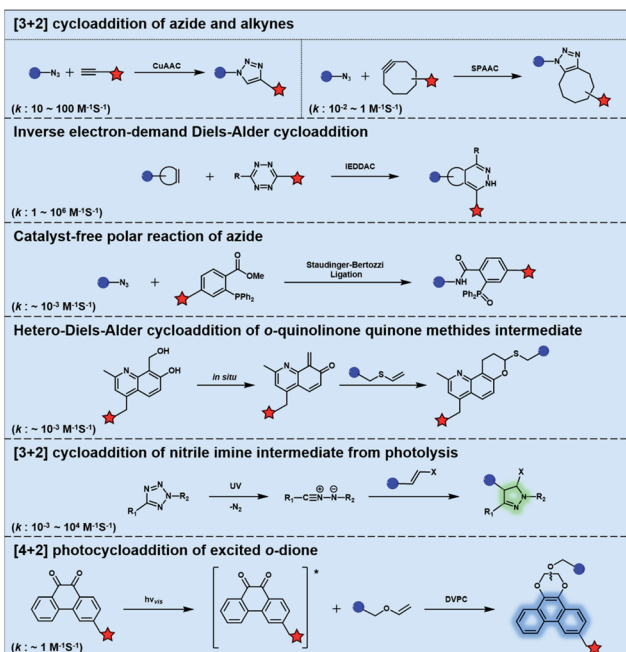 [3+2] cycloaddition of azide and alkynes
N3 + CuAAC N N N
(k : 10 ~ 100 M-1S-1)
N3 + SPAAC N N N
(k : 10-2 ~ 1 M-1S-1)
Inverse electron-demand Diels-Alder cycloaddition
+ R N N N N IEDDAC R N NH
(k : 1 ~ 10⁶ M-1S-1)
Catalyst-free polar reaction of azide
N3 + O OMe PPh2 Staudinger-Bertozzi Ligation O NH Ph2P O
(k : ~ 10-3 M-1S-1)
Hetero-Diels-Alder cycloaddition of o-quinolinone quinone methides intermediate
OH N OH in situ N O S N O S
(k : ~ 10-3 M-1S-1)
[3+2] cycloaddition of nitrile imine intermediate from photolysis
N N N N R1 R2 UV -N2 R1 C N N R2 X X R1 N N R2
(k : 10-3 ~ 10⁴ M-1S-1)
[4+2] photocycloaddition of excited o-dione
O O hvvis O O * + O DVPC O O O
(k : ~ 1 M-1S-1)